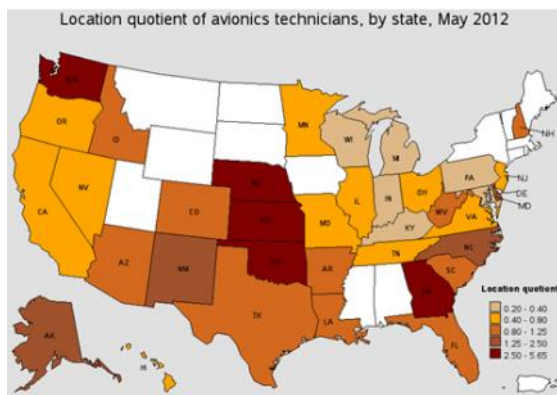 Location quotient of avionics technicians, by state, May 2012
OR
ID
MN
WI
MI
NH
NV
CA
CO
MO
IL
IN
OH
PA
NJ
DE
MD
WV
VA
KY
TN
NC
SC
AZ
NM
AR
TX
LA
FL
AK
HI
Location quotient
0.20 - 0.40
0.40 - 0.80
0.80 - 1.25
1.25 - 2.50
2.50 - 5.65